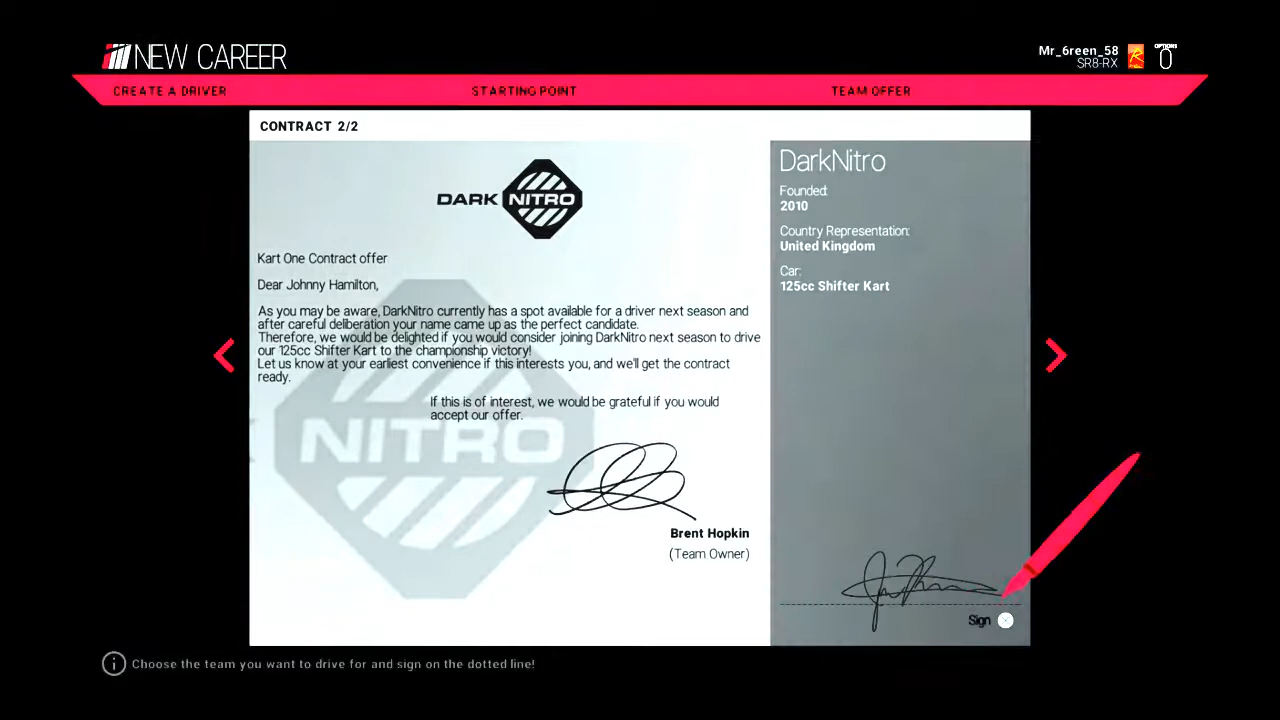 NEW CAREER
Mr_6reen_58
SR8-RX
OPTIONS
CREATE A DRIVER
STARTING POINT
TEAM OFFER
CONTRACT 2/2
DARK NITRO
Kart One Contract offer
Dear Johnny Hamilton,
As you may be aware, DarkNitro currently has a spot available for a driver next season and
after careful deliberation your name came up as the perfect candidate.
Therefore, we would be delighted if you would consider joining DarkNitro next season to drive
our 125cc Shifter Kart to the championship victory!
Let us know at your earliest convenience if this interests you, and we'll get the contract
ready.
If this is of interest, we would be grateful if you would
accept our offer.
NITRO
Brent Hopkin
(Team Owner)
DarkNitro
Founded:
2010
Country Representation:
United Kingdom
Car:
125cc Shifter Kart
Sign
Choose the team you want to drive for and sign on the dotted line!